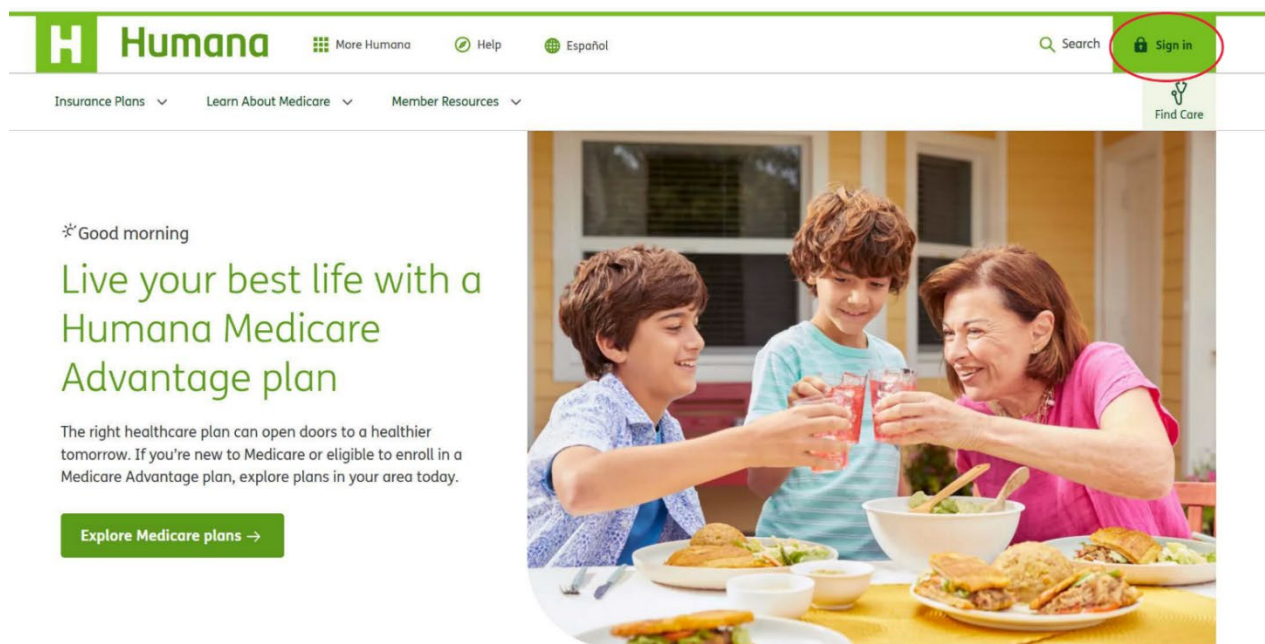 H Humana More Humana Help Español Search Sign in
Insurance Plans Learn About Medicare Member Resources Find Care
Good morning
Live your best life with a
Humana Medicare
Advantage plan
The right healthcare plan can open doors to a healthier
tomorrow. If you're new to Medicare or eligible to enroll in a
Medicare Advantage plan, explore plans in your area today.
Explore Medicare plans →